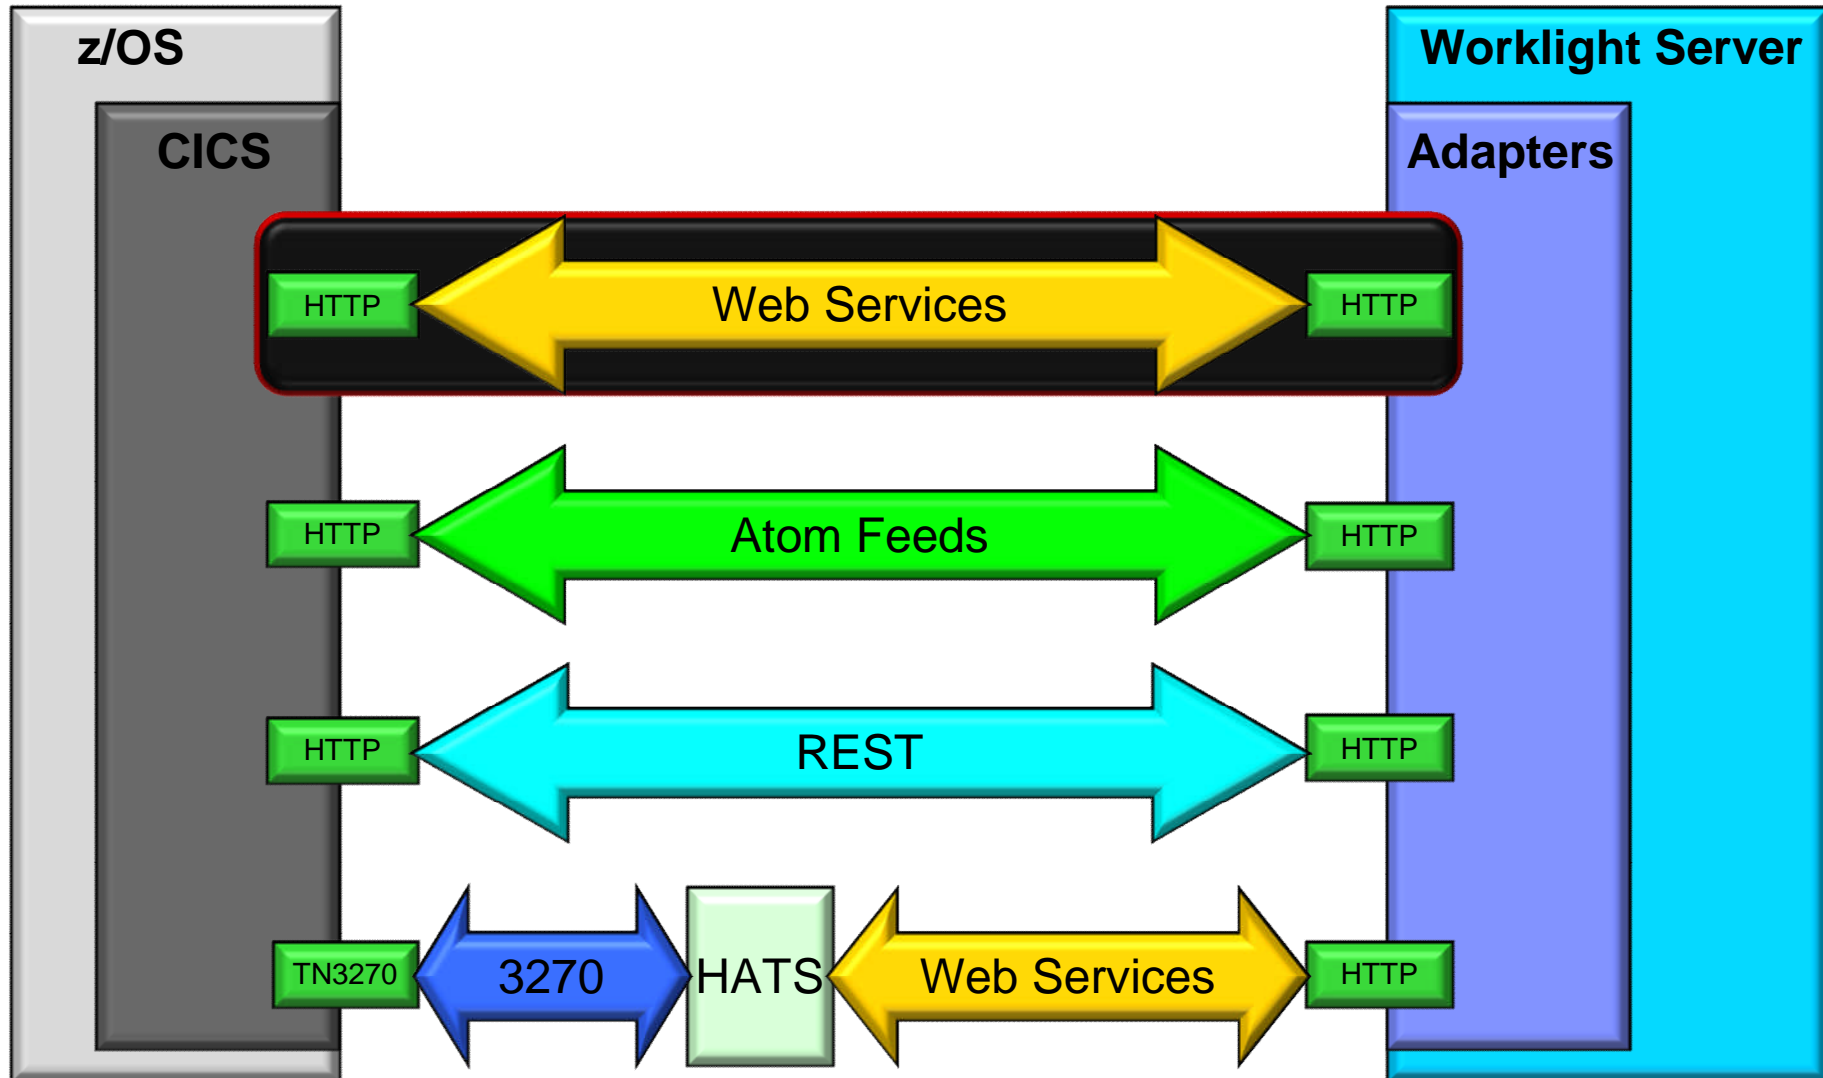 z/OS
Worklight Server
CICS
Adapters
HTTP
Web Services
HTTP
HTTP
Atom Feeds
HTTP
HTTP
REST
HTTP
TN3270
3270
HATS
Web Services
HTTP